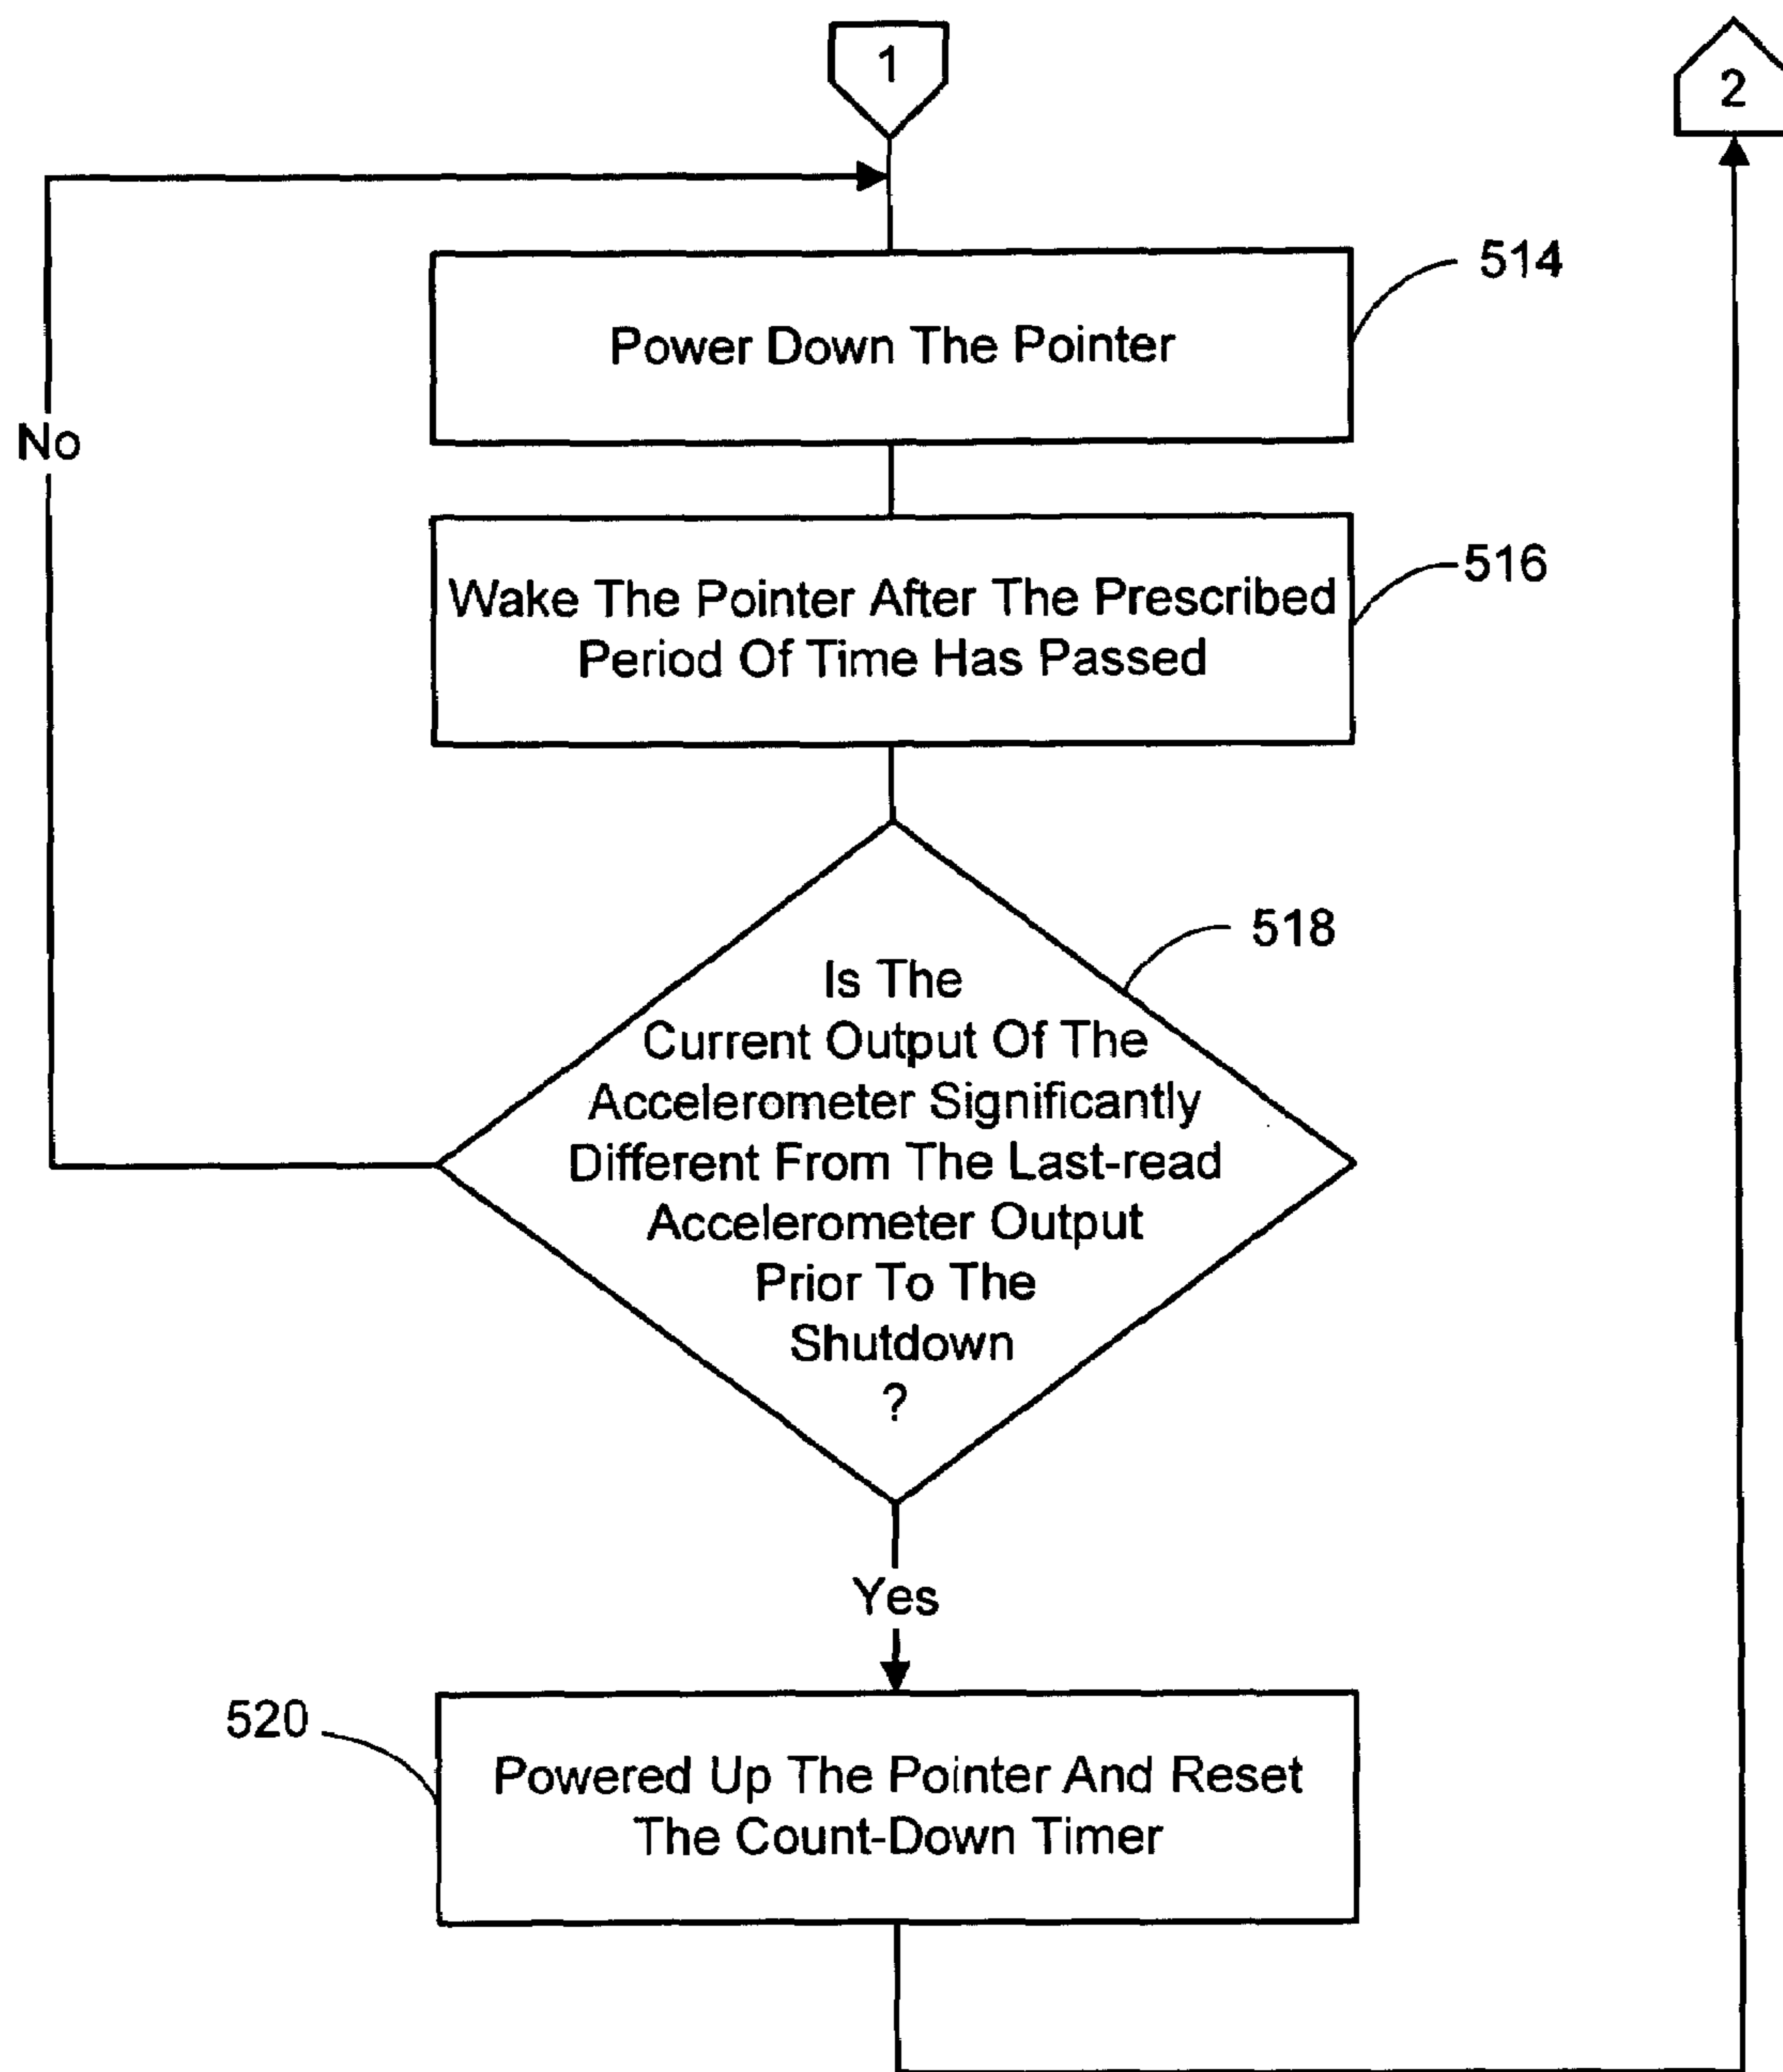 1
2
514
Power Down The Pointer
No
516
Wake The Pointer After The Prescribed
Period Of Time Has Passed
518
Is The
Current Output Of The
Accelerometer Significantly
Different From The Last-read
Accelerometer Output
Prior To The
Shutdown
?
Yes
520
Powered Up The Pointer And Reset
The Count-Down Timer